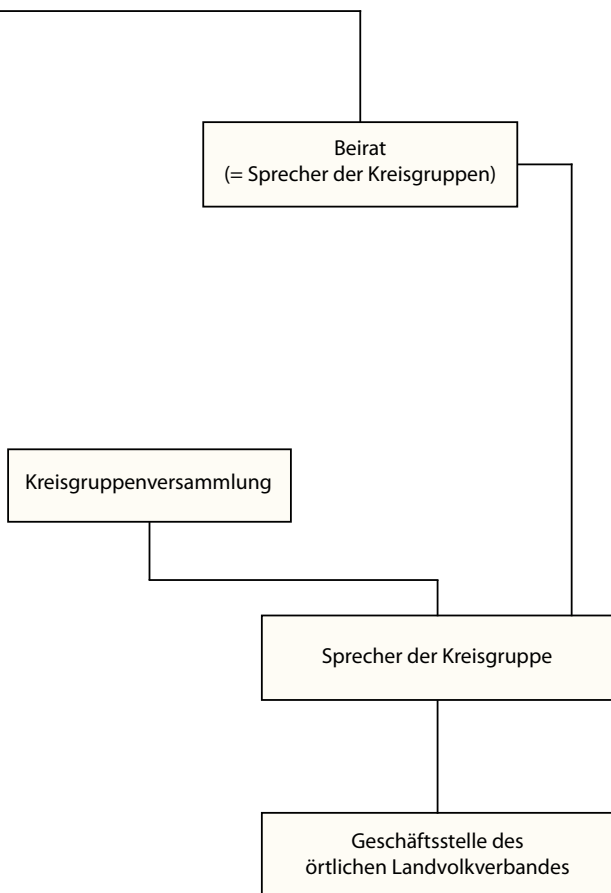 Beirat
(= Sprecher der Kreisgruppen)
Kreisgruppenversammlung
Sprecher der Kreisgruppe
Geschäftsstelle des
örtlichen Landvolkverbandes